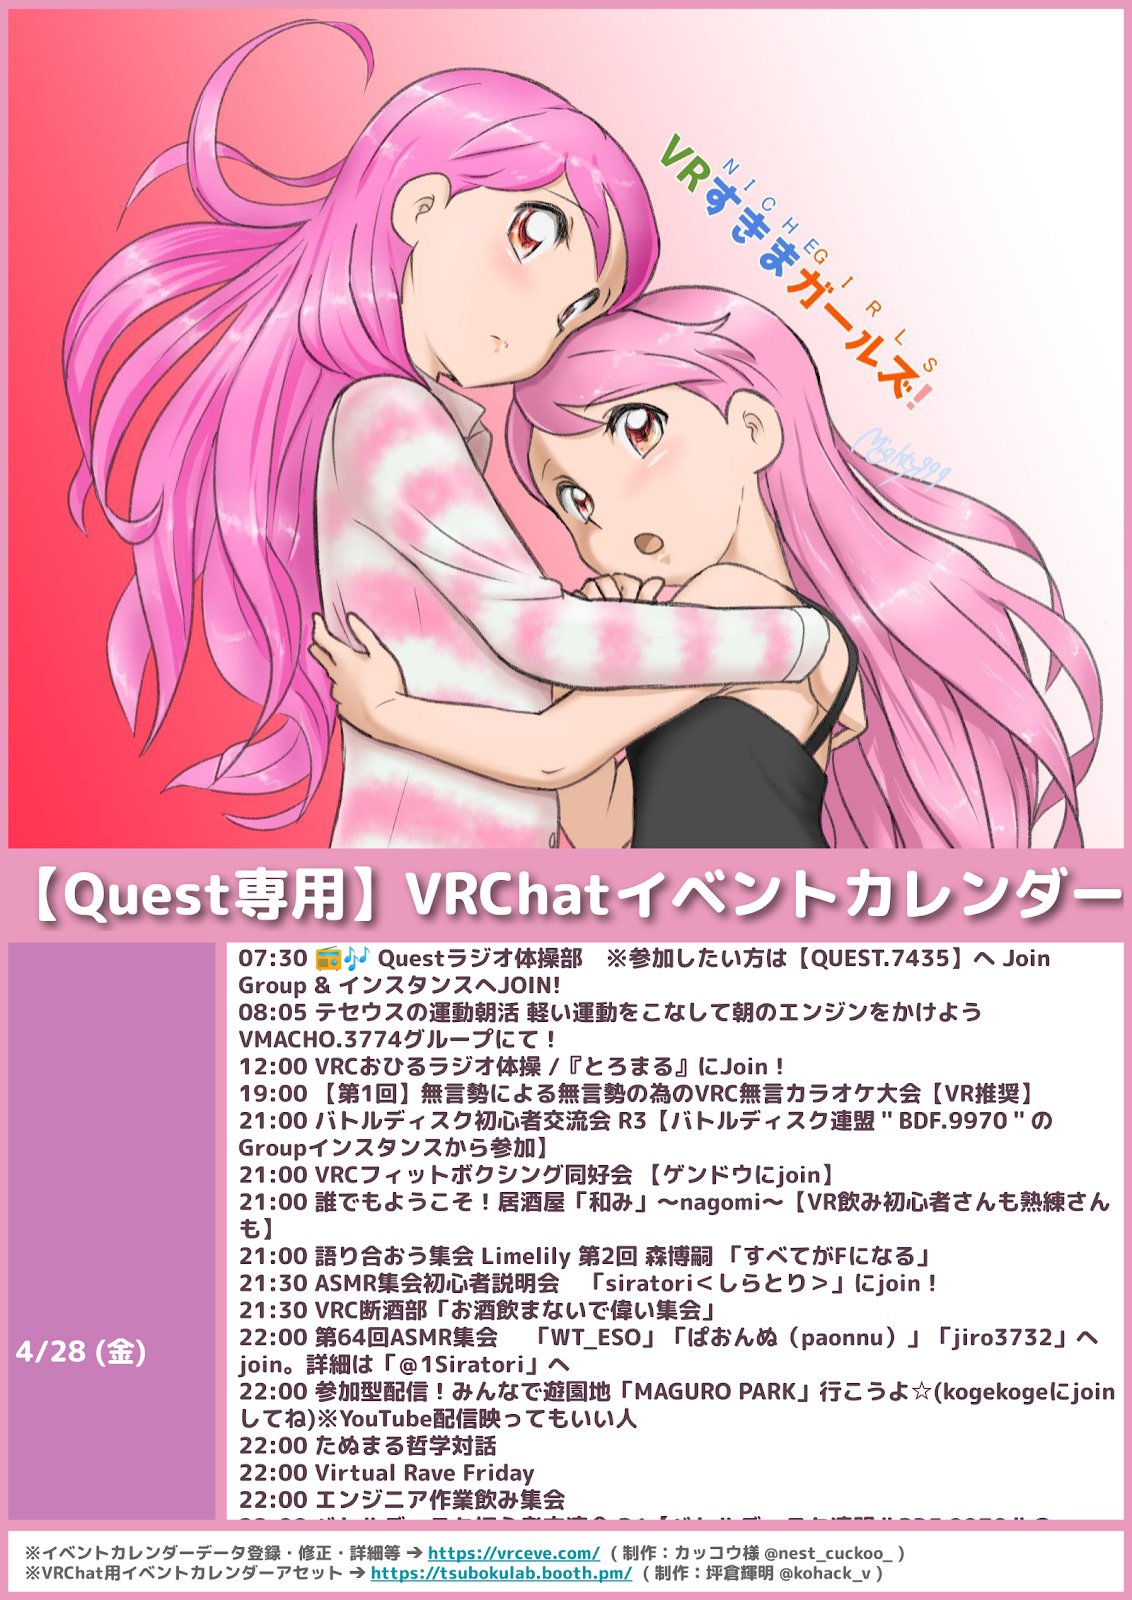 NICHE GIRLS
VRすきまガールズ!
Mighty999
【Quest専用】VRChatイベントカレンダー
4/28 (金)
07:30 📻🎶 Questラジオ体操部　※参加したい方は【QUEST.7435】へ Join
Group & インスタンスへJOIN!
08:05 テセウスの運動朝活 軽い運動をこなして朝のエンジンをかけよう
VMACHO.3774グループにて！
12:00 VRCおひるラジオ体操 /『とろまる』にJoin！
19:00 【第1回】無言勢による無言勢の為のVRC無言カラオケ大会【VR推奨】
21:00 バトルディスク初心者交流会 R3【バトルディスク連盟 " BDF.9970 " の
Groupインスタンスから参加】
21:00 VRCフィットボクシング同好会 【ゲンドウにjoin】
21:00 誰でもようこそ！居酒屋「和み」～nagomi～【VR飲み初心者さんも熟練さん
も】
21:00 語り合おう集会 Limelily 第2回 森博嗣 「すべてがFになる」
21:30 ASMR集会初心者説明会　「siratori＜しらとり＞」にjoin！
21:30 VRC断酒部「お酒飲まないで偉い集会」
22:00 第64回ASMR集会　「WT_ESO」「ぱおんぬ（paonnu）」「jiro3732」へ
join。詳細は「@1Siratori」へ
22:00 参加型配信！みんなで遊園地「MAGURO PARK」行こうよ☆(kogekogeにjoin
してね)※YouTube配信映ってもいい人
22:00 たぬまる哲学対話
22:00 Virtual Rave Friday
22:00 エンジニア作業飲み集会
※イベントカレンダーデータ登録・修正・詳細等 ➔ https://vrceve.com/ （ 制作：カッコウ様 @nest_cuckoo_ ）
※VRChat用イベントカレンダーアセット ➔ https://tsubokulab.booth.pm/ （ 制作：坪倉輝明 @kohack_v ）